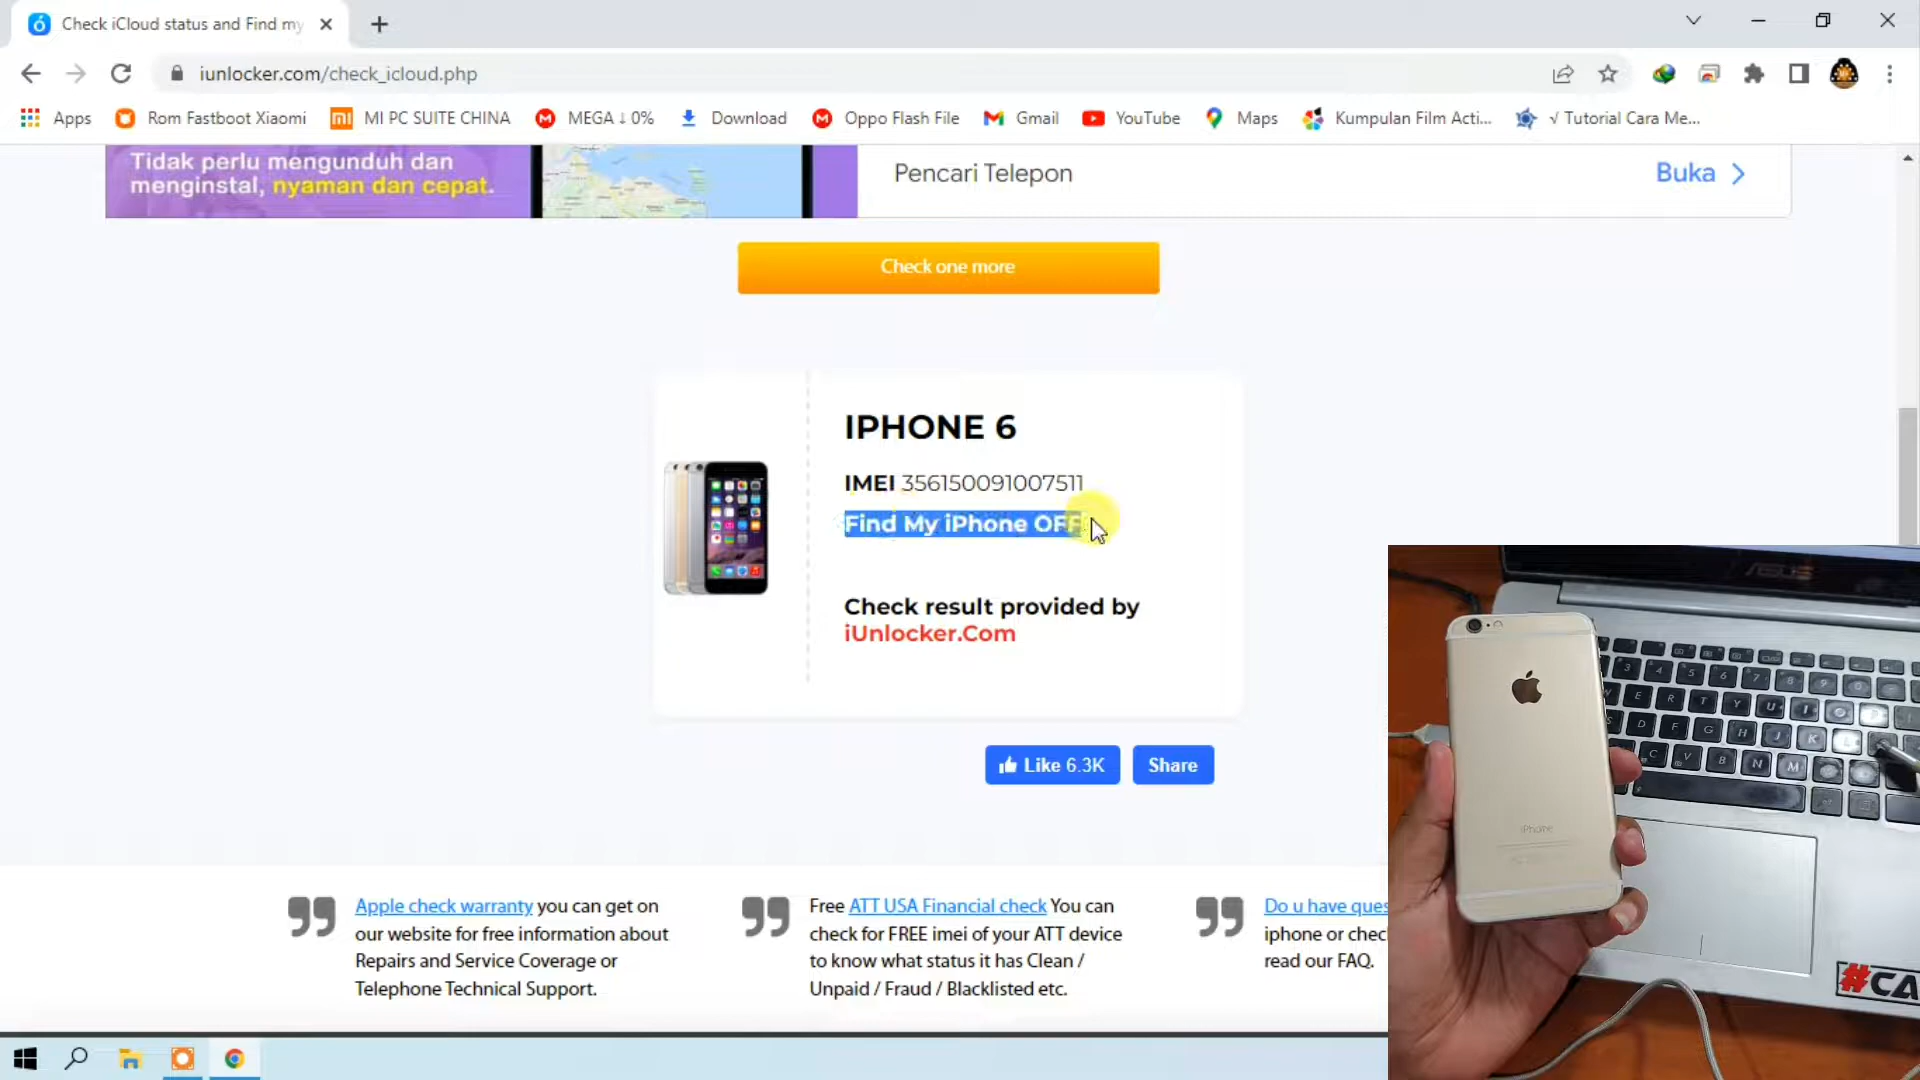 Check iCloud status and Find my
iunlocker.com/check_icloud.php
Apps
Rom Fastboot Xiaomi
MI PC SUITE CHINA
MEGA ↓ 0%
Download
Oppo Flash File
Gmail
YouTube
Maps
Kumpulan Film Acti...
√ Tutorial Cara Me...
Tidak perlu mengunduh dan
menginstal, nyaman dan cepat.
Pencari Telepon
Buka
Check one more
IPHONE 6
IMEI 356150091007511
Find My iPhone OFF
Check result provided by
iUnlocker.Com
Like 6.3K
Share
Apple check warranty you can get on
our website for free information about
Repairs and Service Coverage or
Telephone Technical Support.
Free ATT USA Financial check You can
check for FREE imei of your ATT device
to know what status it has Clean /
Unpaid / Fraud / Blacklisted etc.
Do u have ques
iphone or chec
read our FAQ.
ASUS
iPhone
#CA